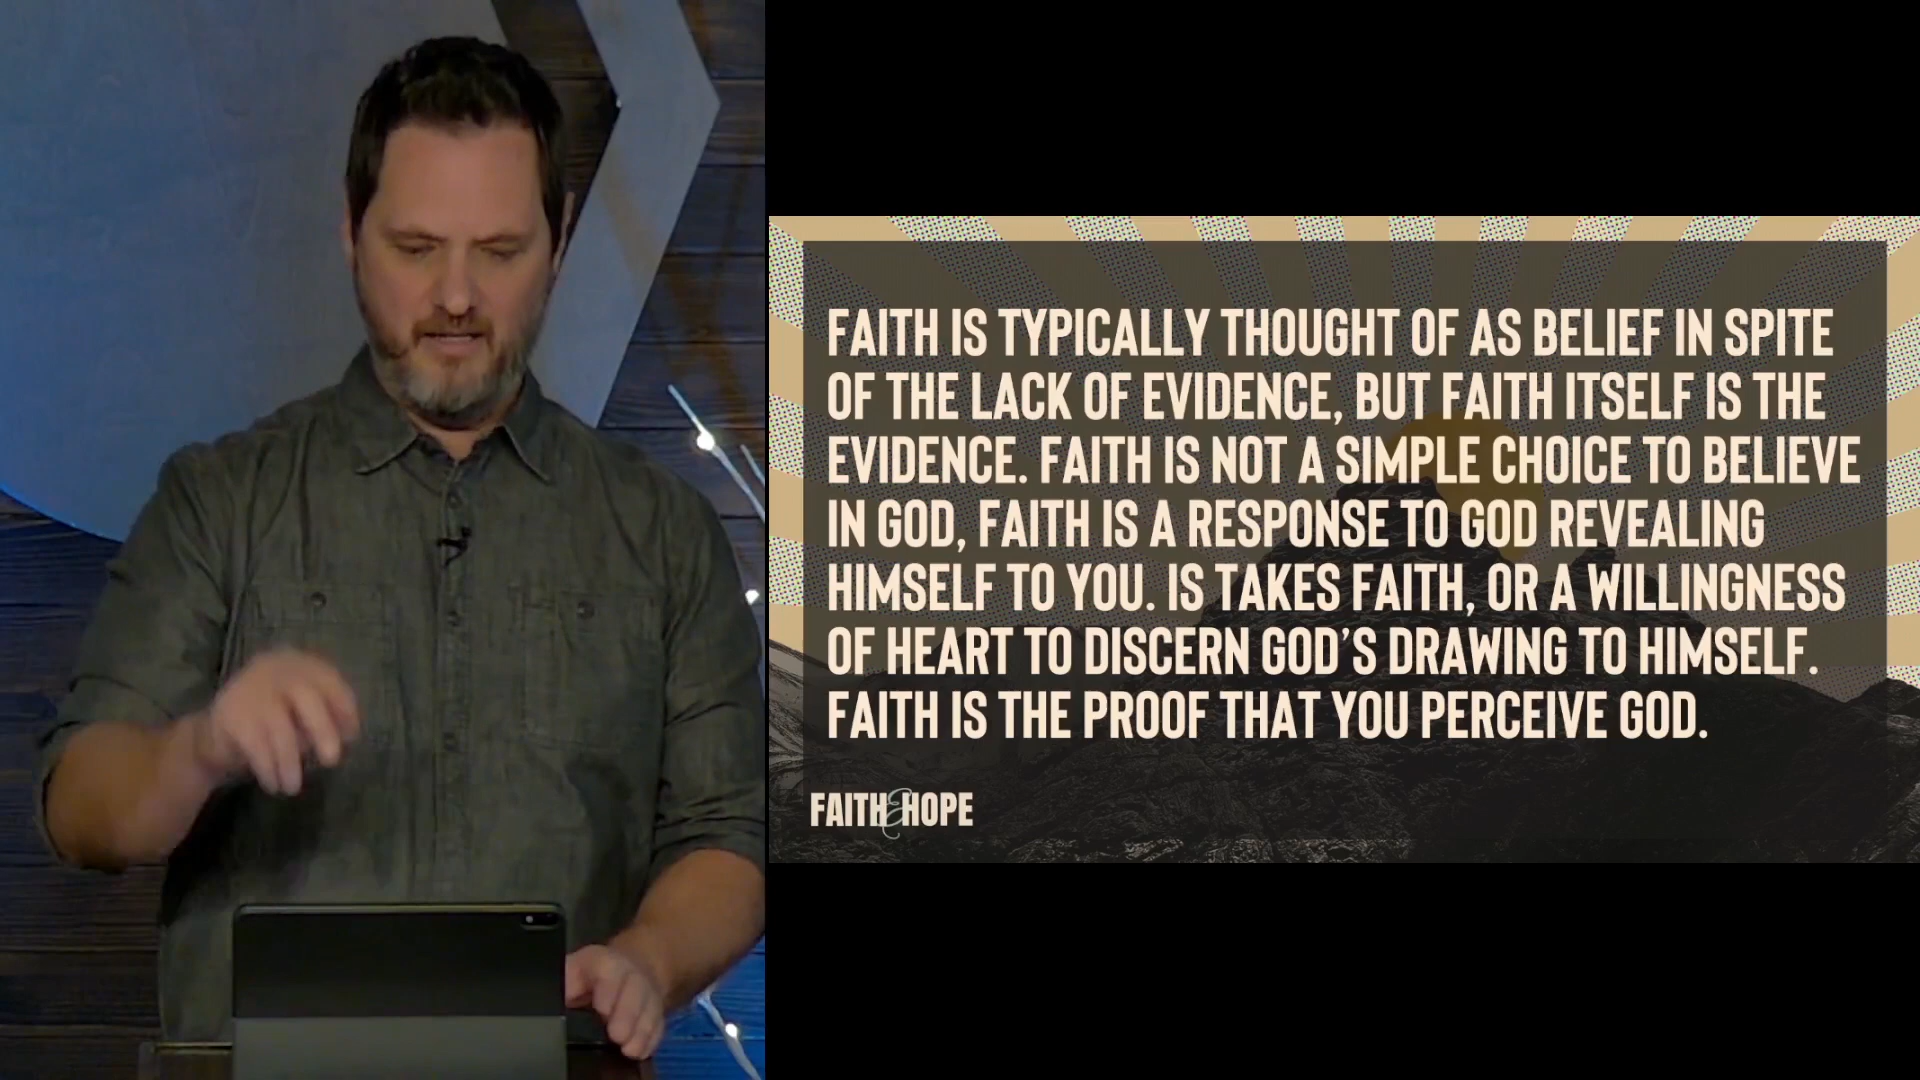 FAITH IS TYPICALLY THOUGHT OF AS BELIEF IN SPITE
OF THE LACK OF EVIDENCE, BUT FAITH ITSELF IS THE
EVIDENCE. FAITH IS NOT A SIMPLE CHOICE TO BELIEVE
IN GOD, FAITH IS A RESPONSE TO GOD REVEALING
HIMSELF TO YOU. IS TAKES FAITH, OR A WILLINGNESS
OF HEART TO DISCERN GOD'S DRAWING TO HIMSELF.
FAITH IS THE PROOF THAT YOU PERCEIVE GOD.
FAITH & HOPE